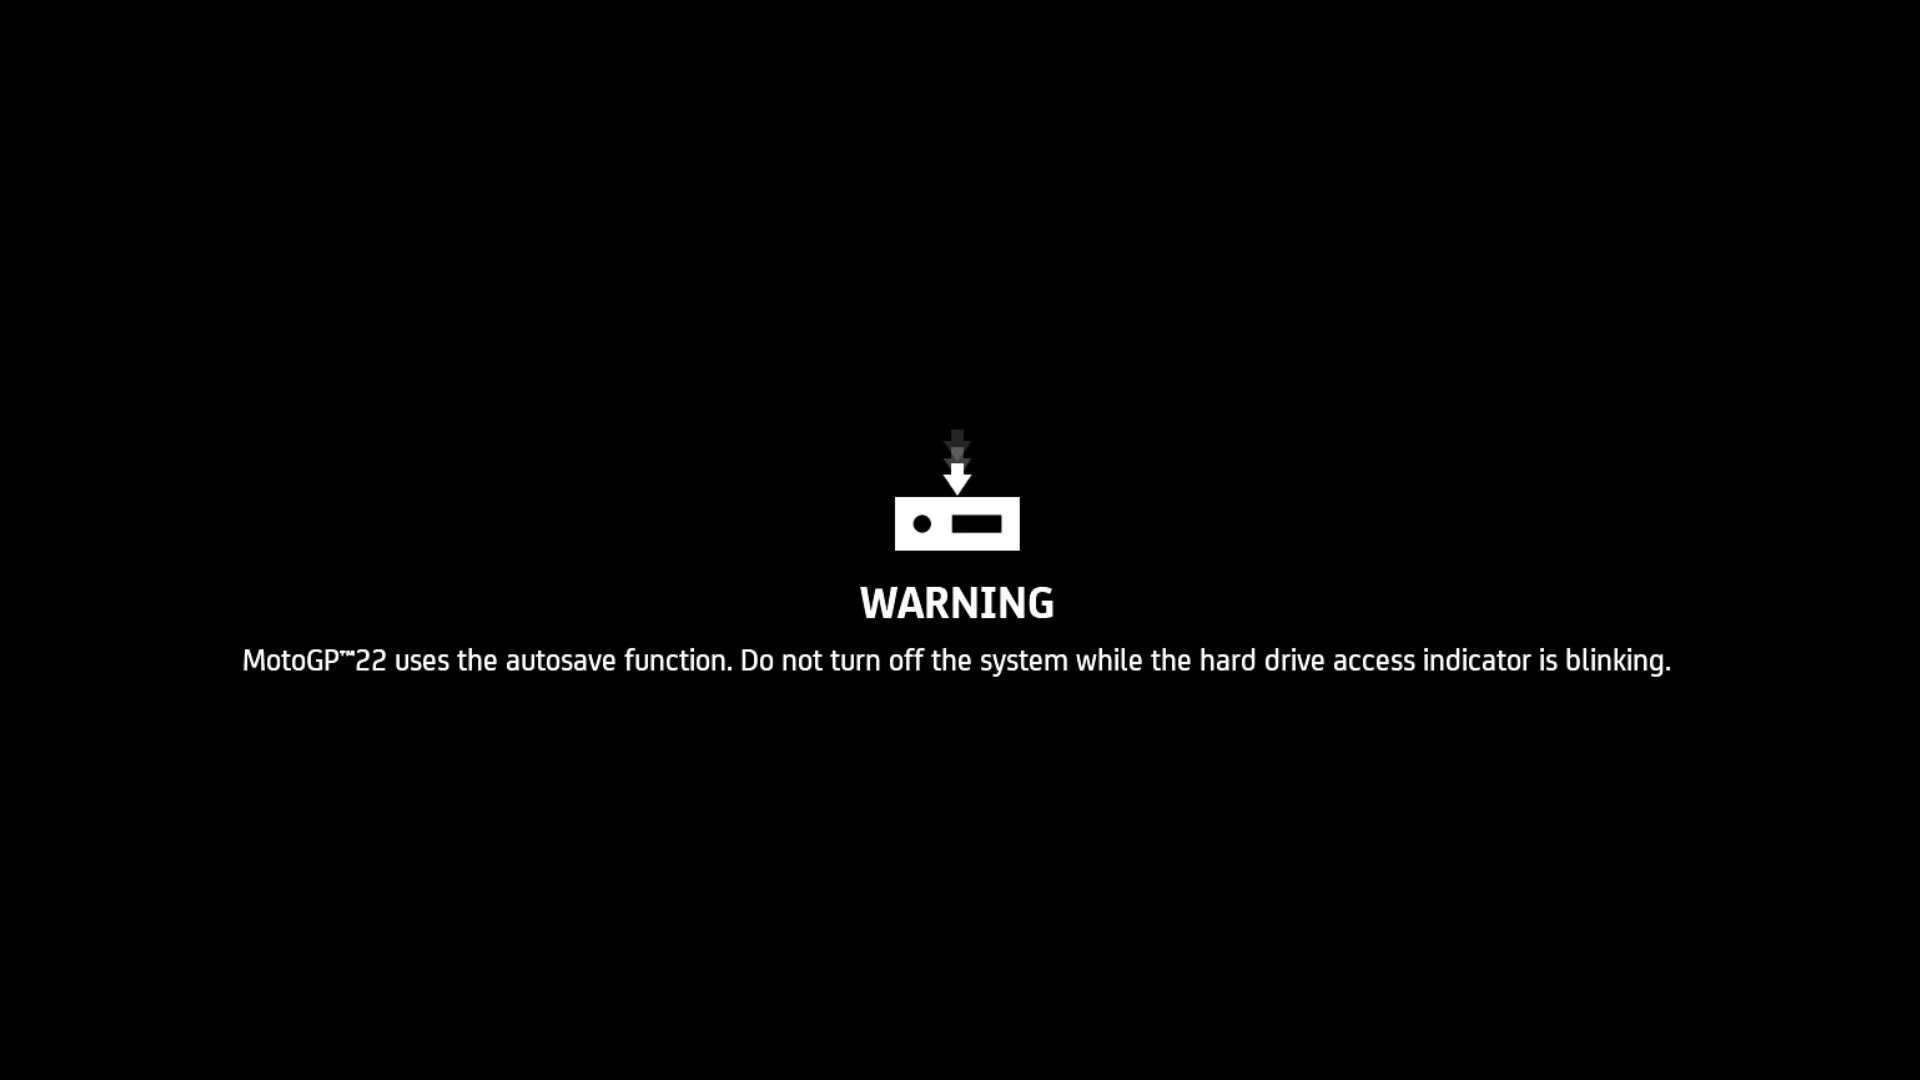 WARNING
MotoGP™22 uses the autosave function. Do not turn off the system while the hard drive access indicator is blinking.